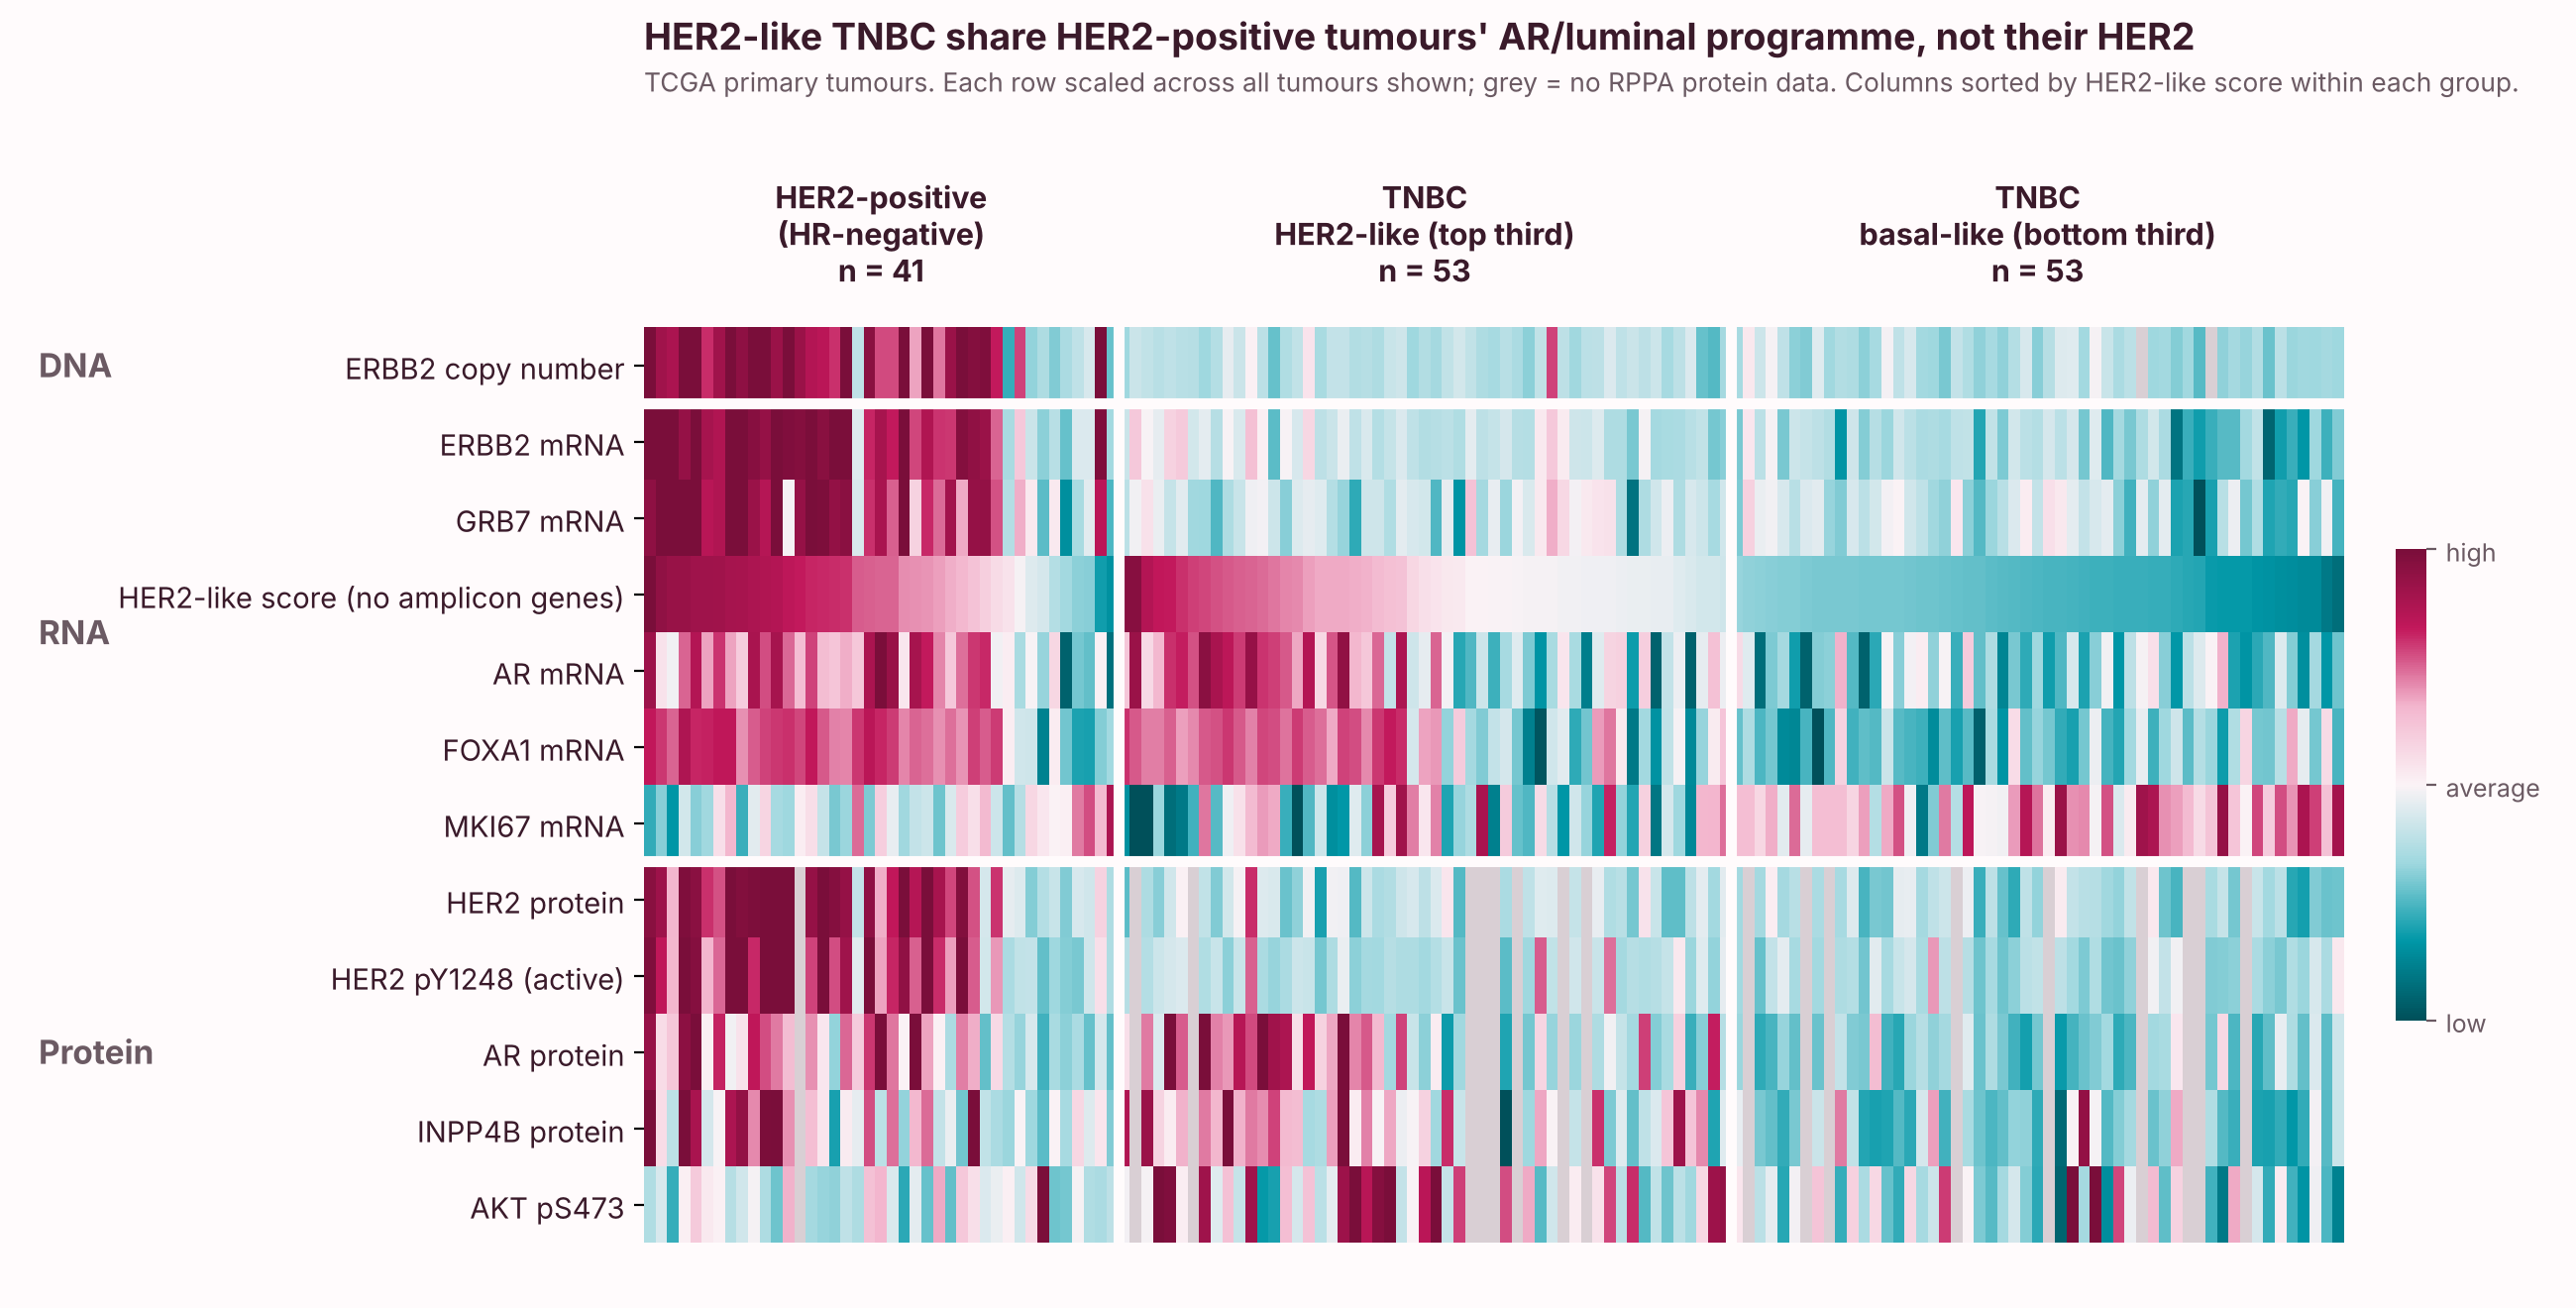 HER2-like TNBC share HER2-positive tumours' AR/luminal programme, not their HER2
TCGA primary tumours. Each row scaled across all tumours shown; grey = no RPPA protein data. Columns sorted by HER2-like score within each group.
HER2-positive
(HR-negative)
n = 41
TNBC
HER2-like (top third)
n = 53
TNBC
basal-like (bottom third)
n = 53
DNA
ERBB2 copy number
RNA
ERBB2 mRNA
GRB7 mRNA
HER2-like score (no amplicon genes)
AR mRNA
FOXA1 mRNA
MKI67 mRNA
Protein
HER2 protein
HER2 pY1248 (active)
AR protein
INPP4B protein
AKT pS473
high
average
low